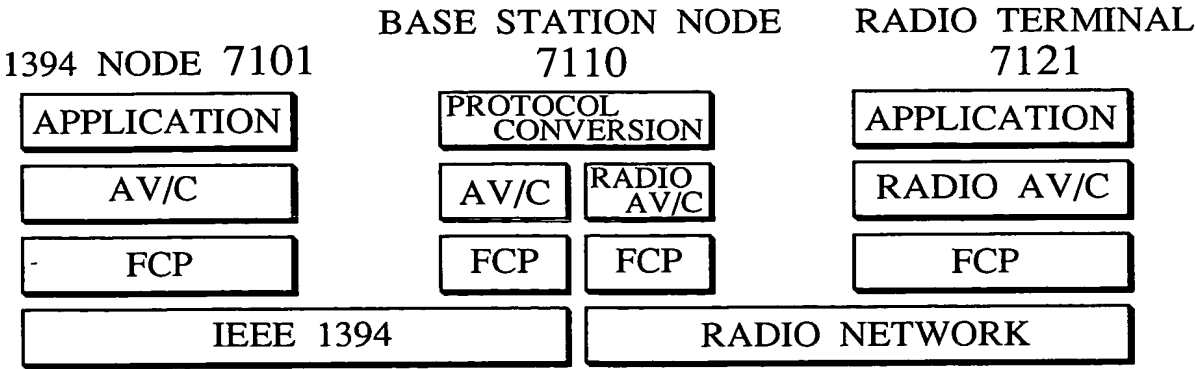 BASE STATION NODE RADIO TERMINAL
1394 NODE 7101 7110 7121
APPLICATION PROTOCOL CONVERSION APPLICATION
AV/C AV/C RADIO AV/C RADIO AV/C
FCP FCP FCP FCP
IEEE 1394 RADIO NETWORK